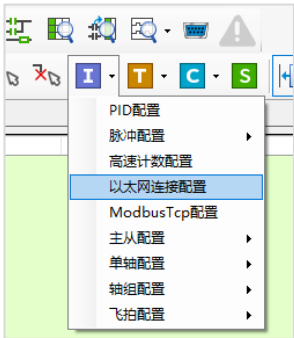 I T C S
PID配置
脉冲配置
高速计数配置
以太网连接配置
ModbusTcp配置
主从配置
单轴配置
轴组配置
飞拍配置